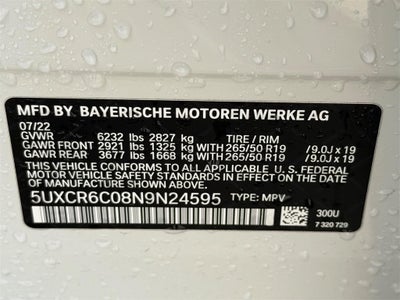 MFD BY BAYERISCHE MOTOREN WERKE AG
07/22
GVWR 6232 lbs 2827 kg TIRE / RIM
GAWR FRONT 2921 lbs 1325 kg 265/50 R19 /9.0J x 19
GAWR REAR 3677 lbs 1668 kg 265/50 R19 /9.0J x 19
THIS VEHICLE CONFORMS TO ALL APPLICABLE U.S. FEDERAL
MOTOR VEHICLE SAFETY STANDARDS IN EFFECT ON
THE DATE OF MANUFACTURE SHOWN ABOVE.
5UXCR6C08N9N24595 TYPE: MPV
300U
7 320 729